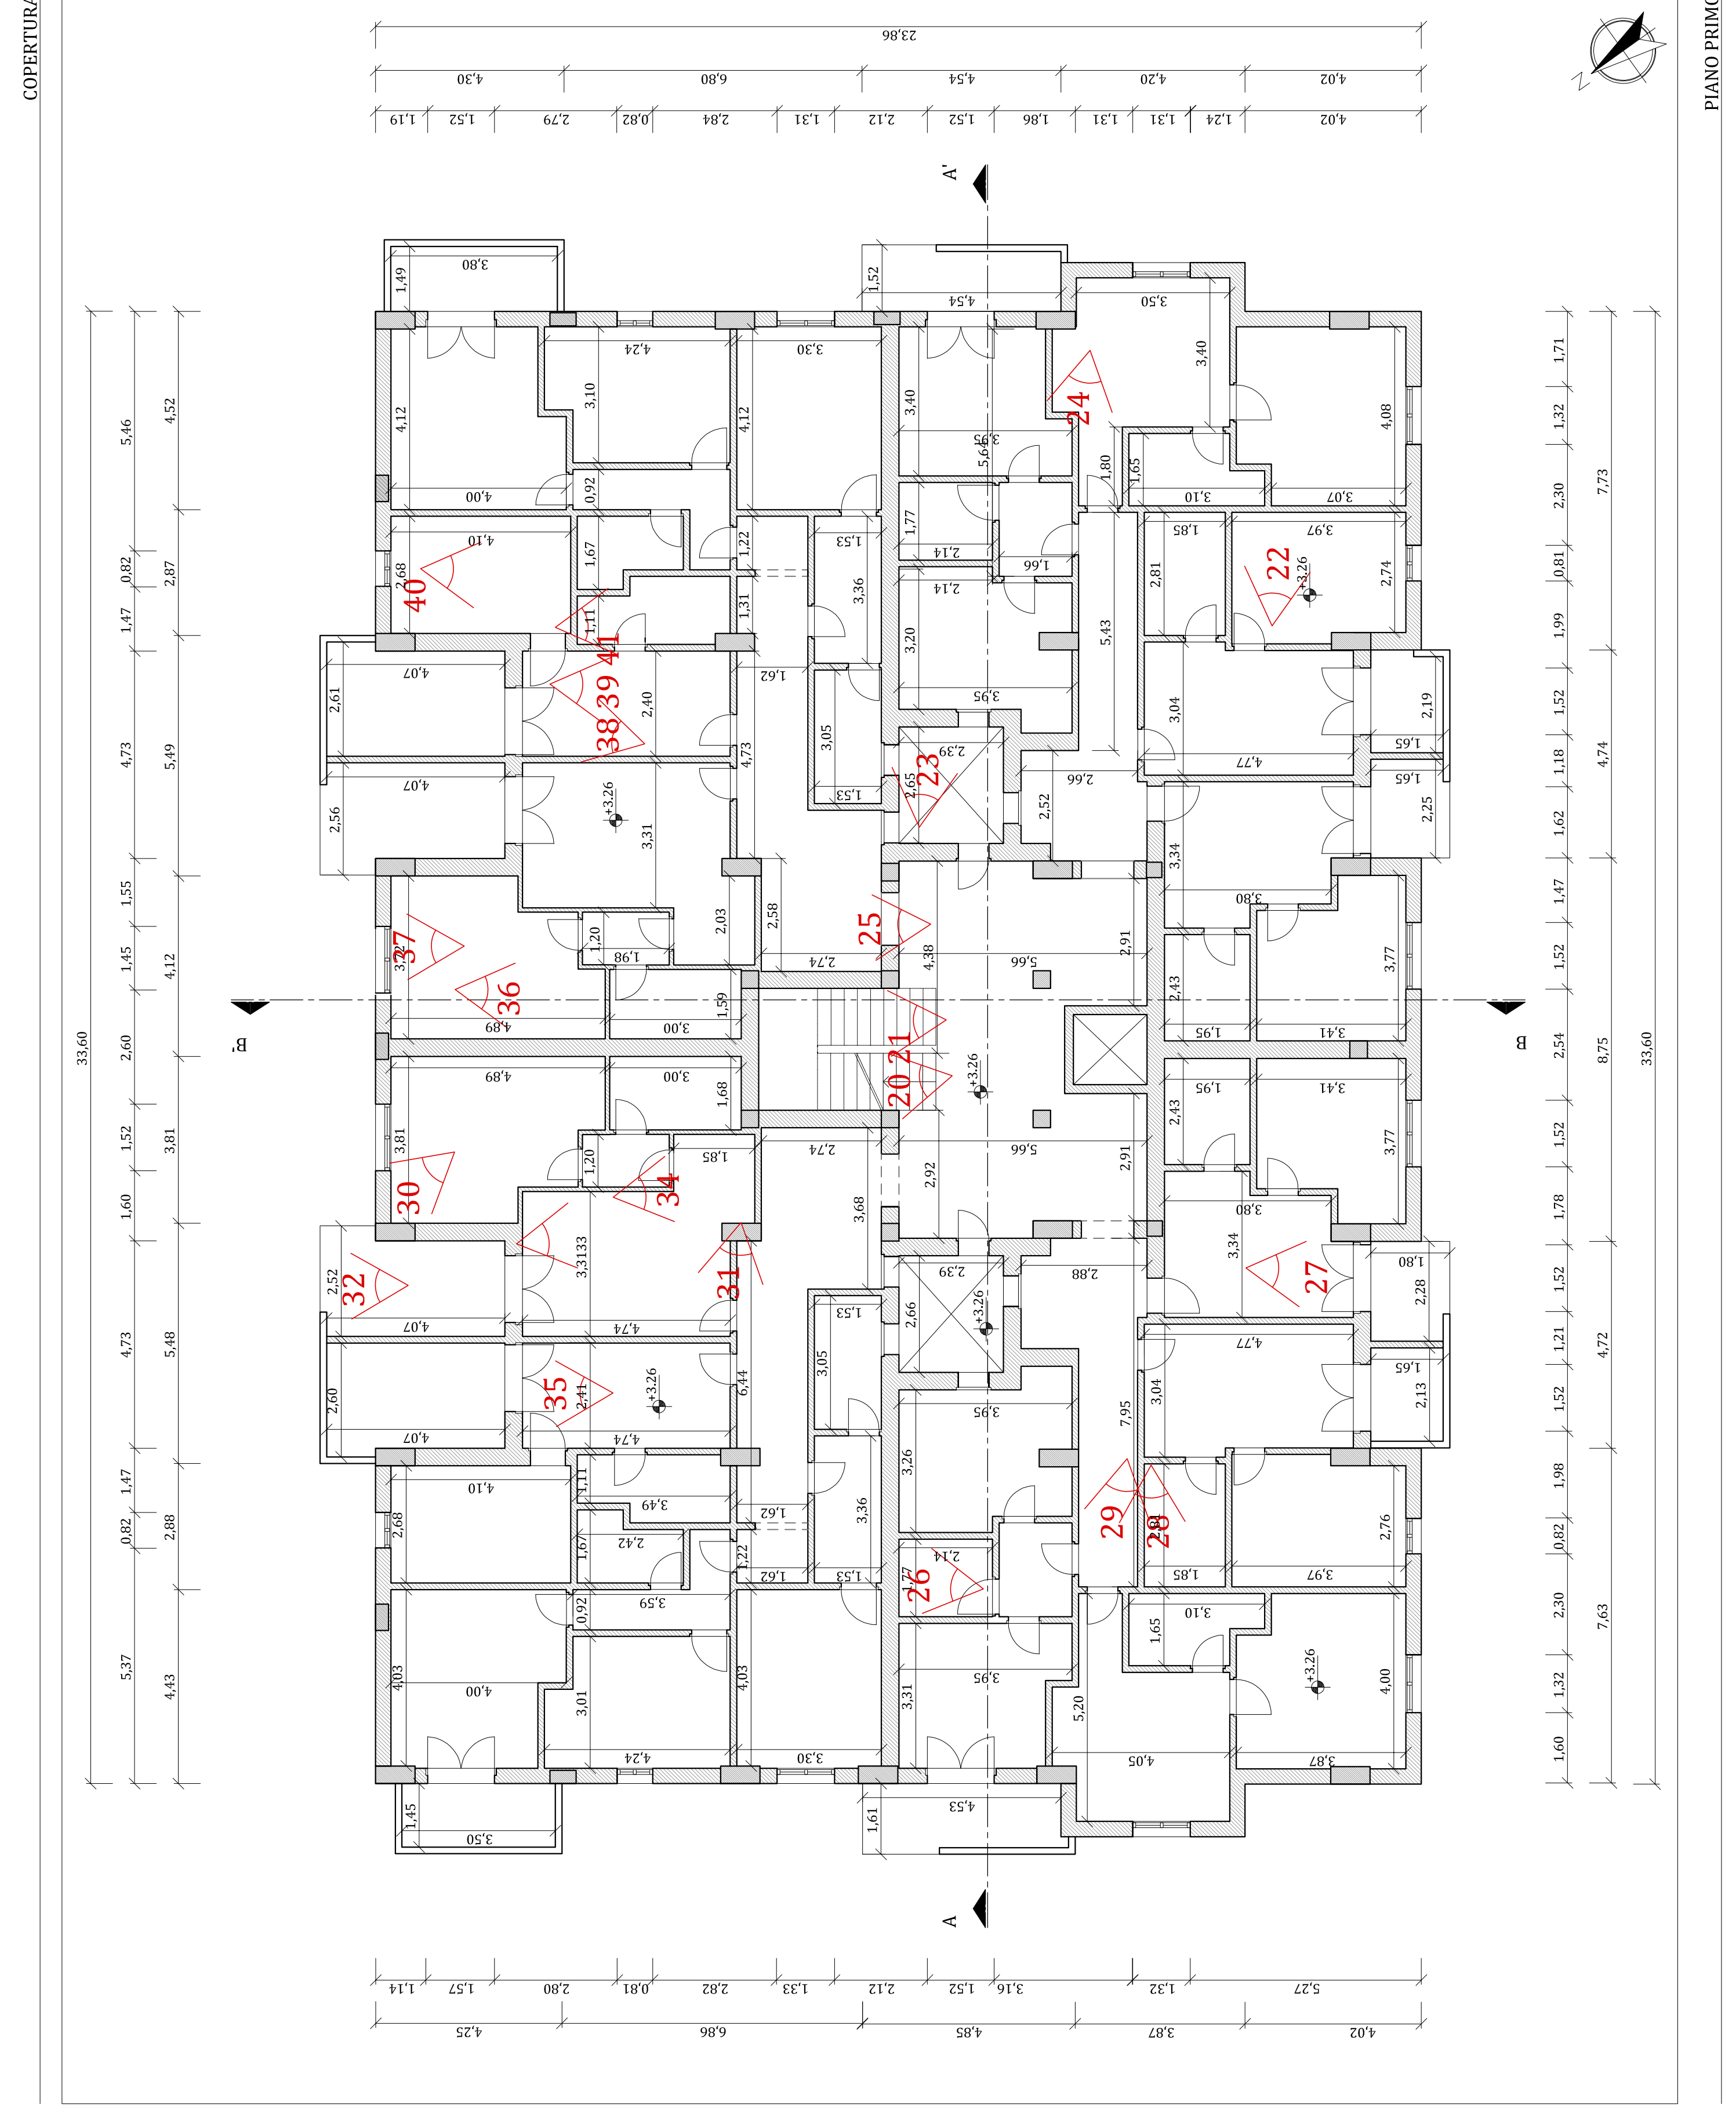 COPERTURA
PIANO PRIMO
N
23,86
4,30 6,80 4,54 4,20 4,02
1,19 1,52 2,79 0,82 2,84 1,31 2,12 1,52 1,86 1,31 1,31 1,24 4,02
A'
3,80 1,49 1,52 4,54 3,50
4,24 3,30 3,40
4,12 3,10 4,12 3,40 3,95 5,64 24 4,08
4,00 0,92 1,80 1,65 3,10 3,07
4,10 1,67 1,22 1,53 1,77 2,14 1,66 1,85 3,97
40 2,68 1,11 1,31 3,36 2,14 2,81 22 +3.26 2,74
41 3,20 5,43
4,07 2,61 38 39 2,40 1,62 3,95 3,04 2,19
4,07 4,73 3,05 2,39 23 2,66 4,77 1,65
2,56 +3.26 3,31 1,53 2,65 2,52 1,65 2,25
3,34 3,80
37 3,72 1,20 1,98 2,03 2,58 25 2,74 4,38 5,66 2,91 3,77
36 4,89 3,00 1,59 2,43 1,95 3,41
B' B
20 21 +3.26
4,89 3,00 1,68 1,95 3,41
3,81 1,20 1,85 2,74 5,66 2,43 2,91 3,77
30 34 3,68 2,92 3,80
32 2,52 3,31 33 31 2,39 2,88 3,34 27 1,80 2,28
4,07 4,74 1,53 2,66 +3.26 4,77
2,60 35 2,41 +3.26 6,44 3,05 3,95 3,04 1,65 2,13
4,07 4,74 7,95
4,10 1,11 3,49 1,62 3,26
2,68 1,67 2,42 1,22 3,36 29 28 2,76
1,62 1,53 2,14 1,77 26 1,85 3,97
3,59 0,92 1,65 3,10
4,03 4,00 3,01 4,03 3,31 3,95 5,20 +3.26 4,00
4,24 3,30 4,05 3,87
1,45 3,50 1,61 4,53
A
1,14 1,57 2,80 0,81 2,82 1,33 2,12 1,52 3,16 1,32 5,27
4,25 6,86 4,85 3,87 4,02
33,60
5,46 0,82 1,47 4,73 1,55 1,45 2,60 1,52 1,60 4,73 1,47 0,82 5,37
4,52 2,87 5,49 4,12 3,81 5,48 2,88 4,43
1,71 1,32 2,30 0,81 1,99 1,52 1,18 1,62 1,47 1,52 2,54 1,52 1,78 1,52 1,21 1,52 1,98 0,82 2,30 1,32 1,60
7,73 4,74 8,75 4,72 7,63
33,60